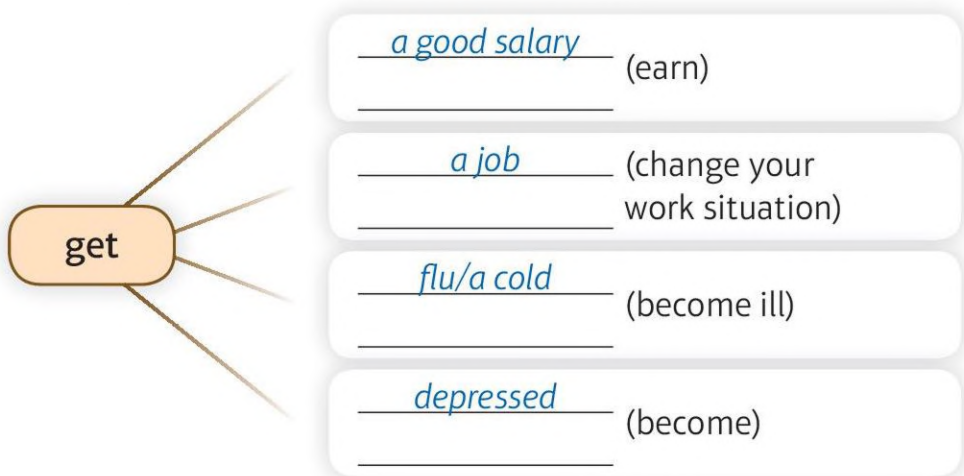 a good salary
(earn)
a job
(change your
work situation)
get
flu/a cold
(become ill)
depressed
(become)